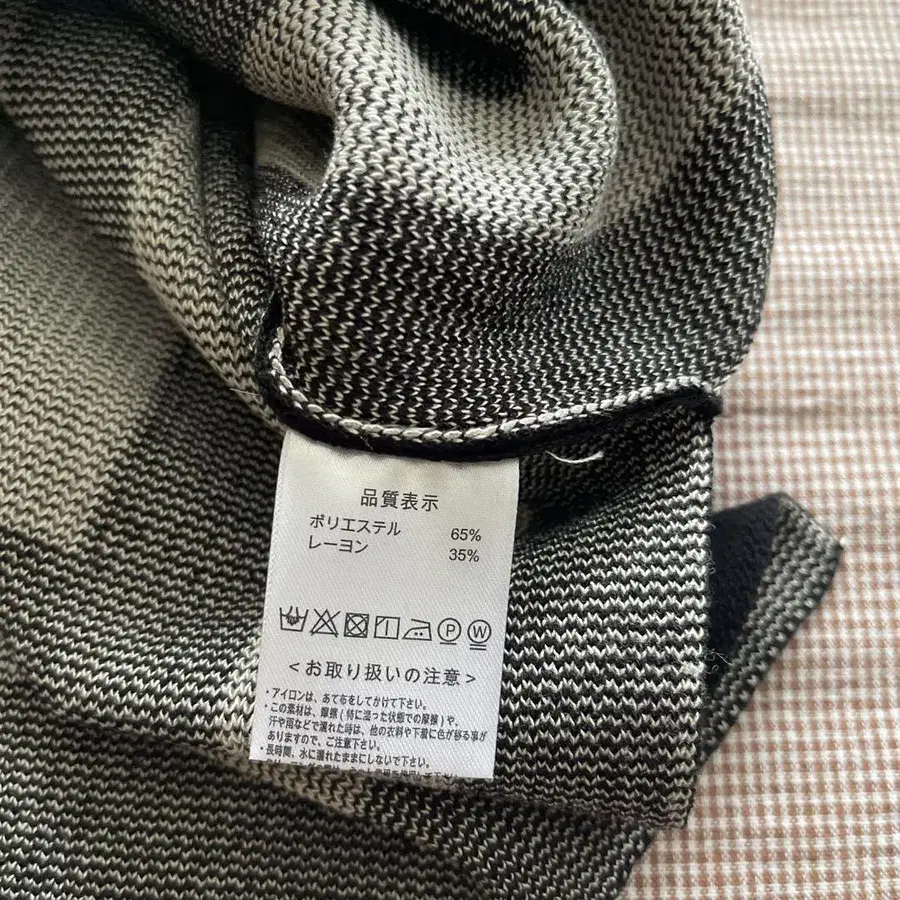 品質表示
ポリエステル 65%
レーヨン 35%
P W
<お取り扱いの注意>
・アイロンは、あて布をしてかけて下さい。
・この素材は、摩擦(特に湿った状態での摩擦)や、
汗や雨などで濡れた時は、他の衣料や下着に色が移る事が
ありますので、ご注意下さい。
・長時間、水に濡れたままにしないで下さい。